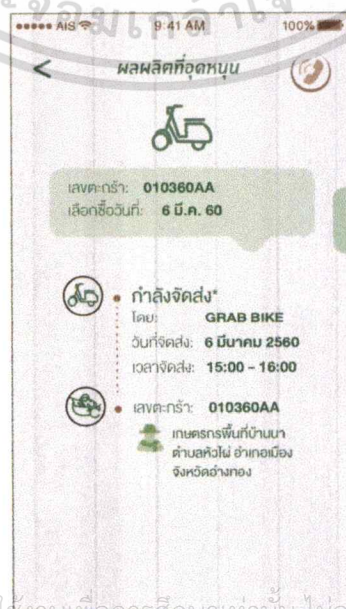 AIS 9:41 AM 100%
< ผลผลิตที่อุดหนุน
เลขตะกร้า: 010360AA
เลือกซื้อวันที่: 6 มี.ค. 60
กำลังจัดส่ง*
โดย: GRAB BIKE
วันที่จัดส่ง: 6 มีนาคม 2560
เวลาจัดส่ง: 15:00 - 16:00
เลขตะกร้า: 010360AA
เกษตรกรพื้นที่บ้านนา
ตำบลหัวไผ่ อำเภอเมือง
จังหวัดอ่างทอง